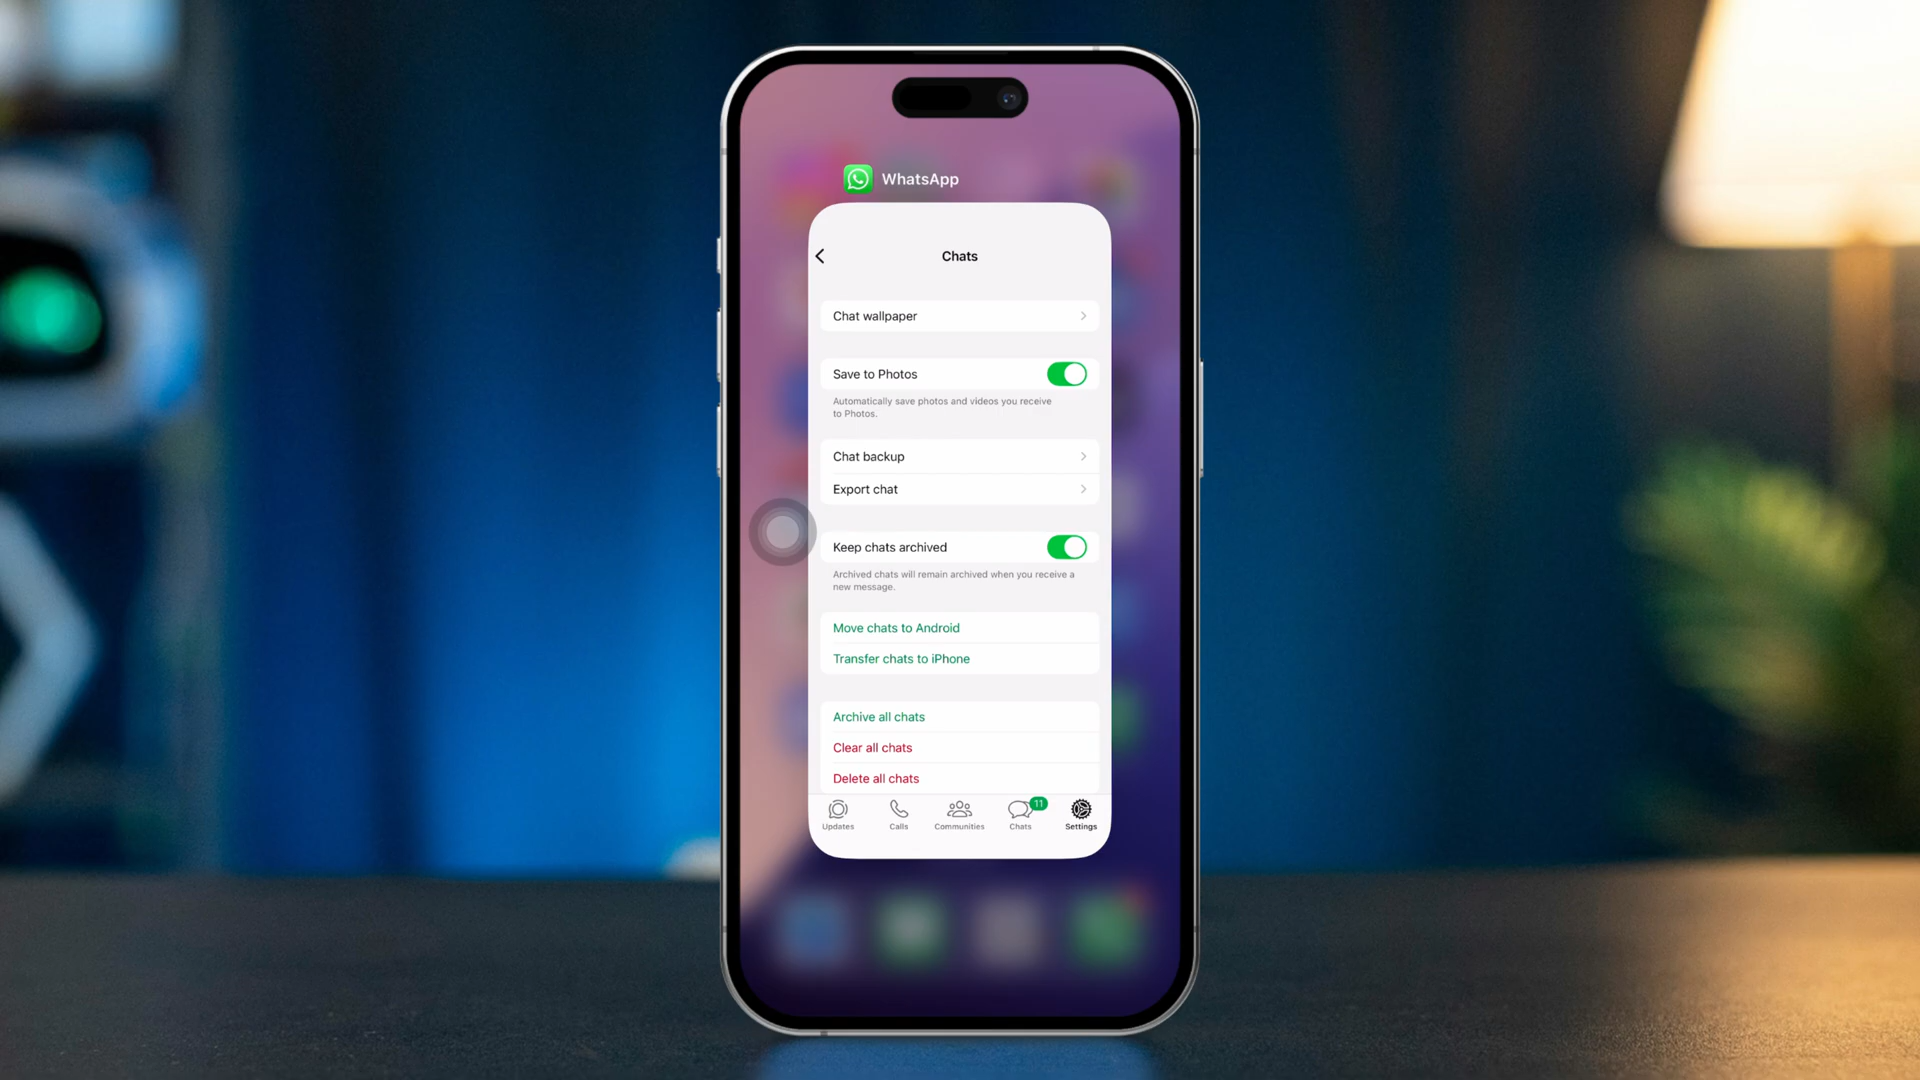 WhatsApp
Chats
Chat wallpaper
Save to Photos
Automatically save photos and videos you receive
to Photos.
Chat backup
Export chat
Keep chats archived
Archived chats will remain archived when you receive a
new message.
Move chats to Android
Transfer chats to iPhone
Archive all chats
Clear all chats
Delete all chats
11
Updates
Calls
Communities
Chats
Settings